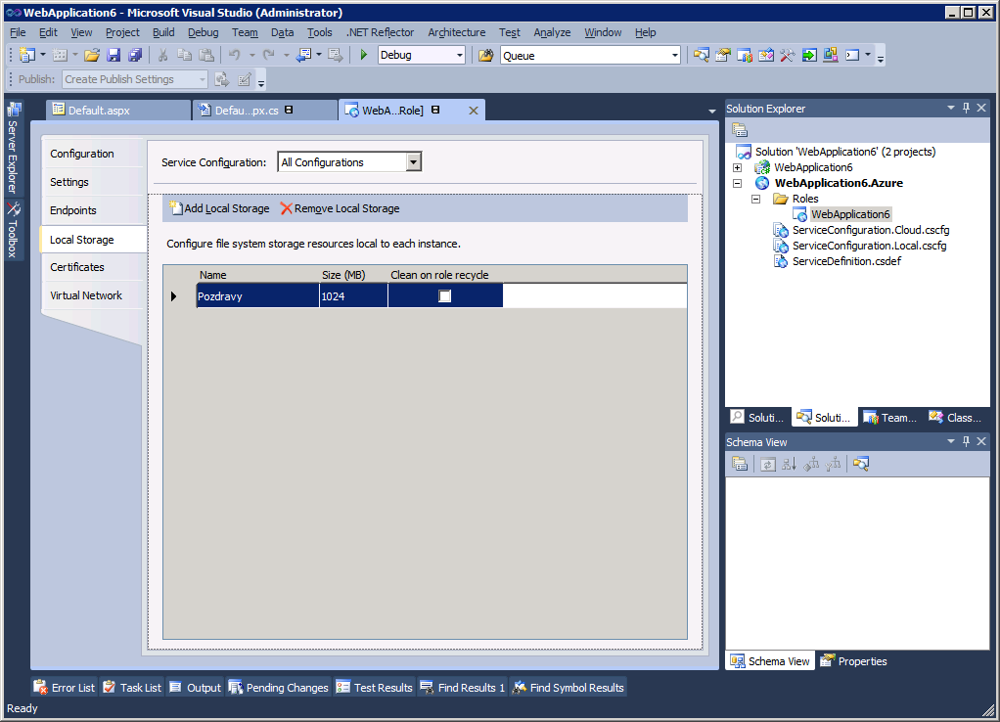 WebApplication6 - Microsoft Visual Studio (Administrator)
File Edit View Project Build Debug Team Data Tools .NET Reflector Architecture Test Analyze Window Help
Debug Queue
Publish: Create Publish Settings
Server Explorer
Toolbox
Default.aspx Defau...px.cs WebA...Role]
Configuration
Settings
Endpoints
Local Storage
Certificates
Virtual Network
Service Configuration: All Configurations
Add Local Storage Remove Local Storage
Configure file system storage resources local to each instance.
Name Size (MB) Clean on role recycle
Pozdravy 1024
Solution Explorer
Solution 'WebApplication6' (2 projects)
WebApplication6
WebApplication6.Azure
Roles
WebApplication6
ServiceConfiguration.Cloud.cscfg
ServiceConfiguration.Local.cscfg
ServiceDefinition.csdef
Soluti... Soluti... Team... Class...
Schema View
Schema View Properties
Error List Task List Output Pending Changes Test Results Find Results 1 Find Symbol Results
Ready